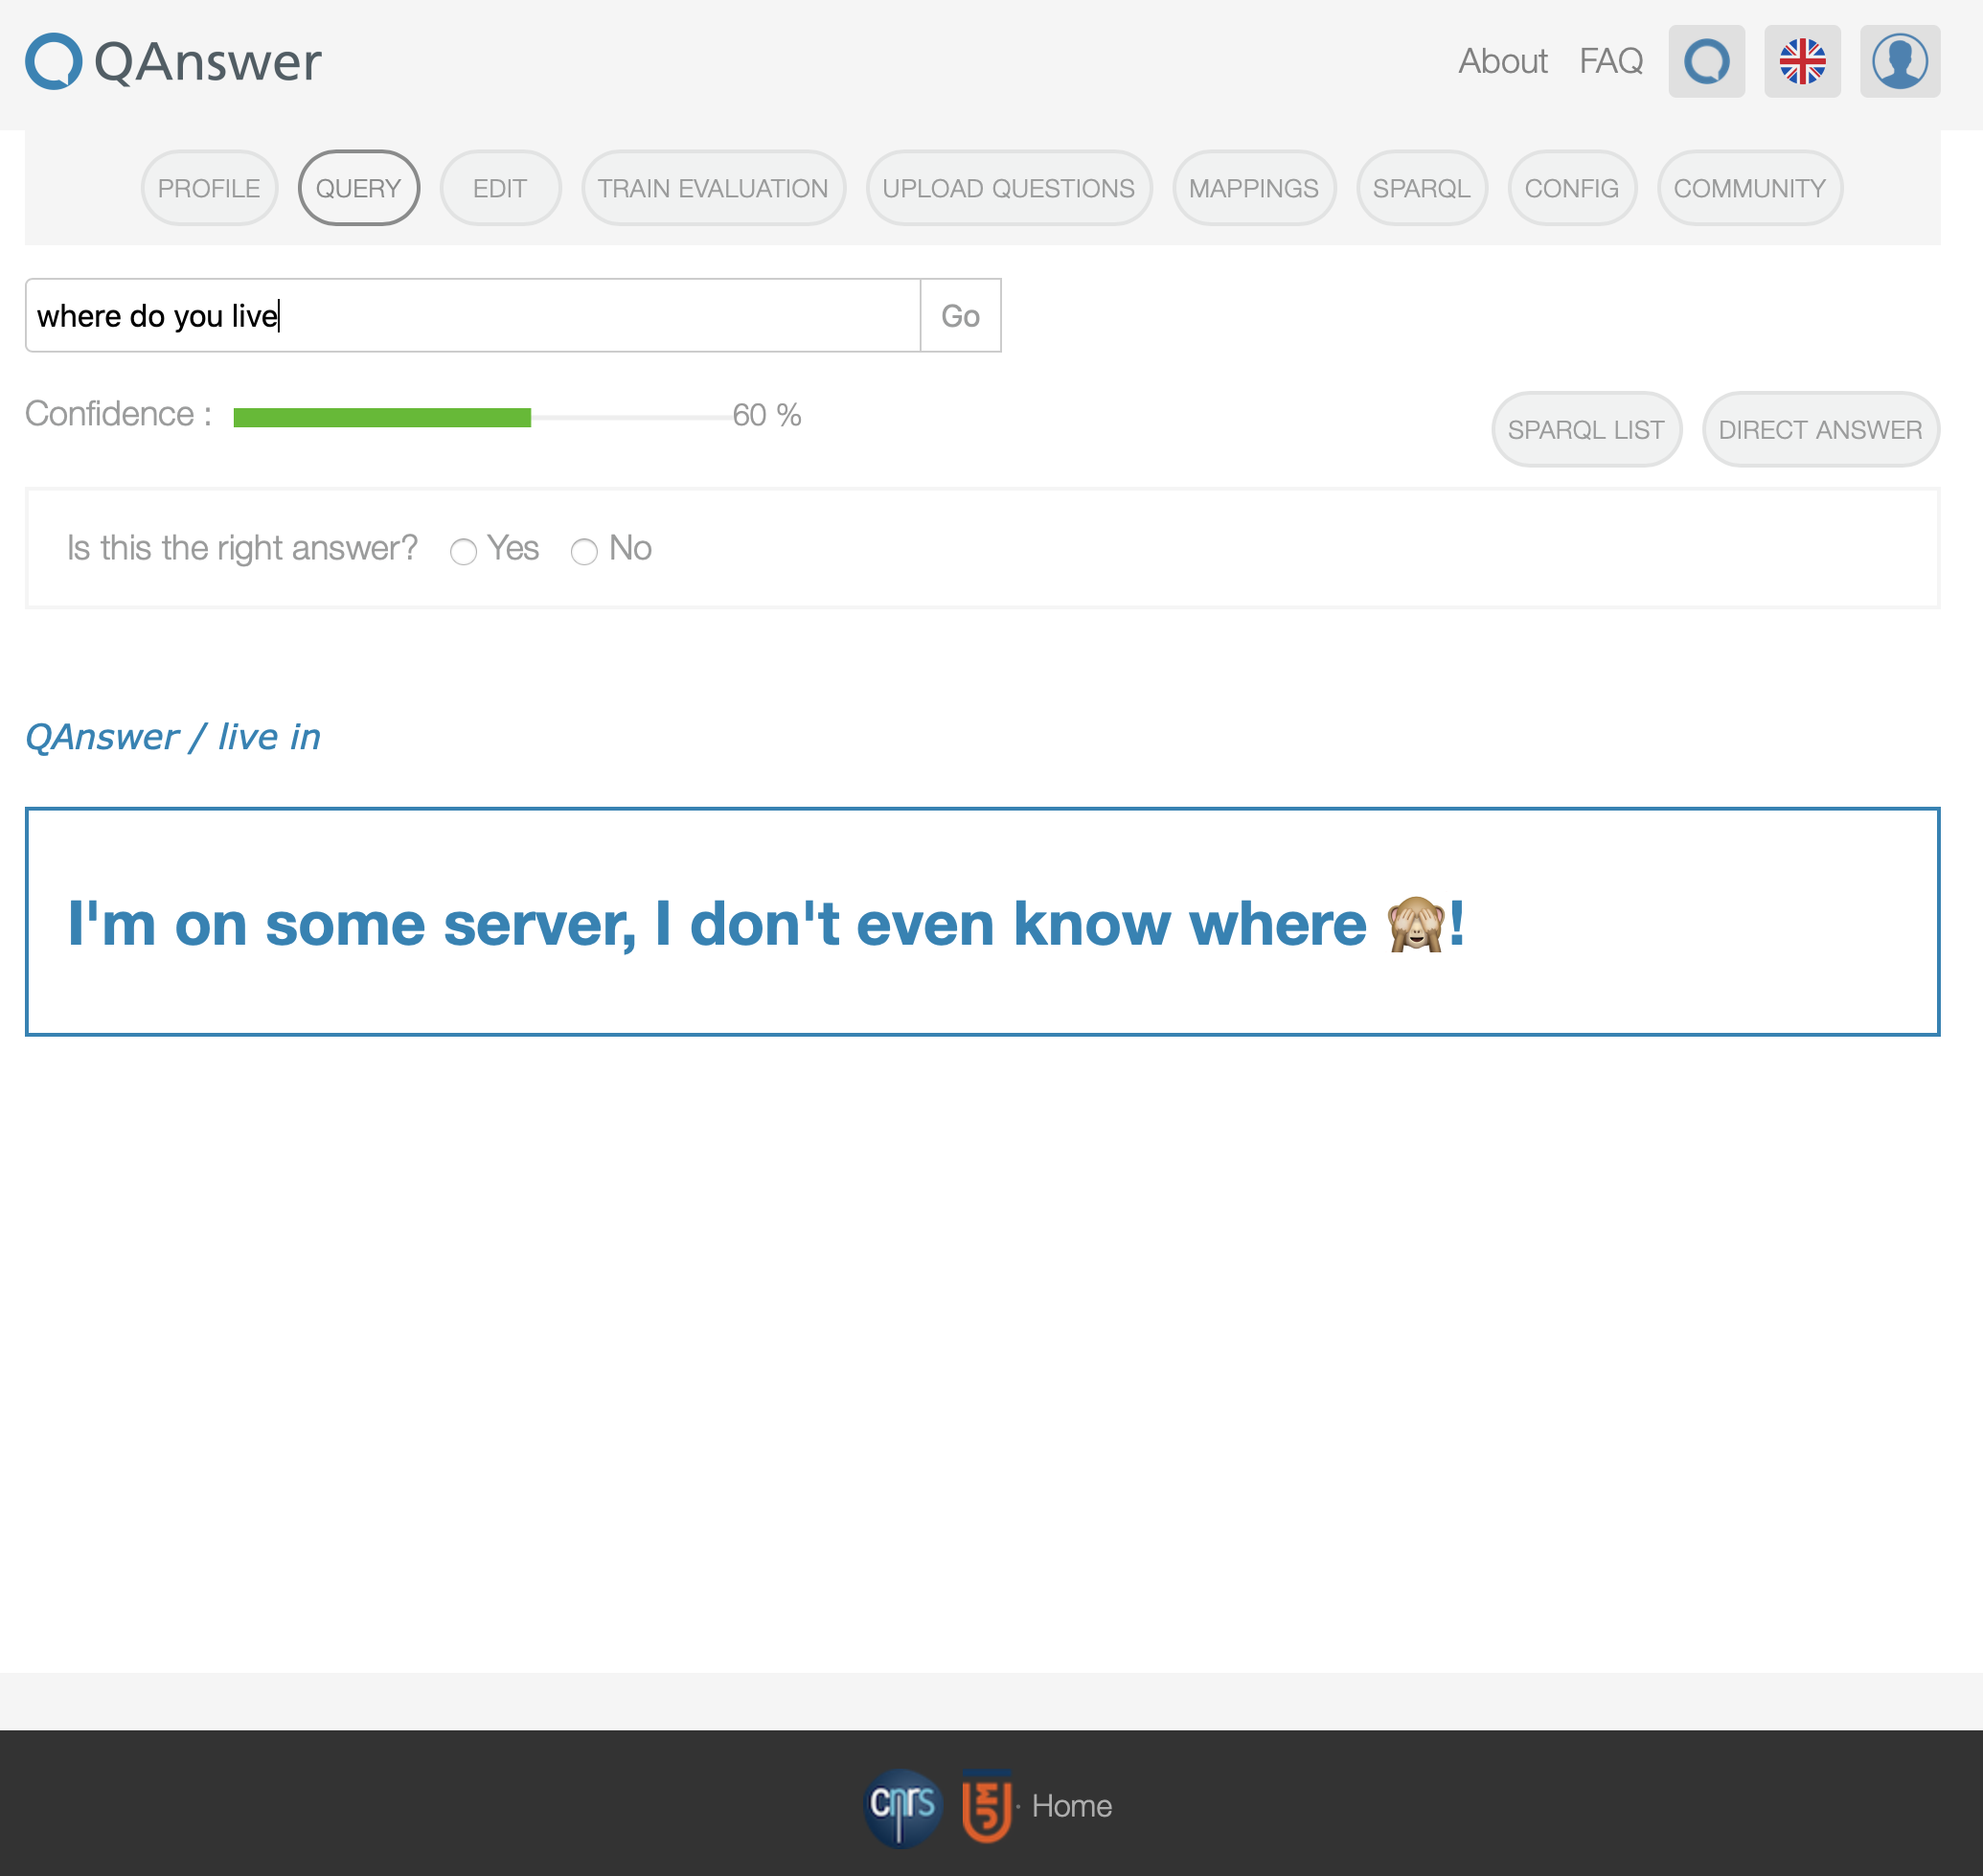 QAnswer
About FAQ
PROFILE QUERY EDIT TRAIN EVALUATION UPLOAD QUESTIONS MAPPINGS SPARQL CONFIG COMMUNITY
where do you live Go
Confidence : 60 %
SPARQL LIST DIRECT ANSWER
Is this the right answer? Yes No
QAnswer / live in
I'm on some server, I don't even know where 🙈!
cnrs UJM · Home